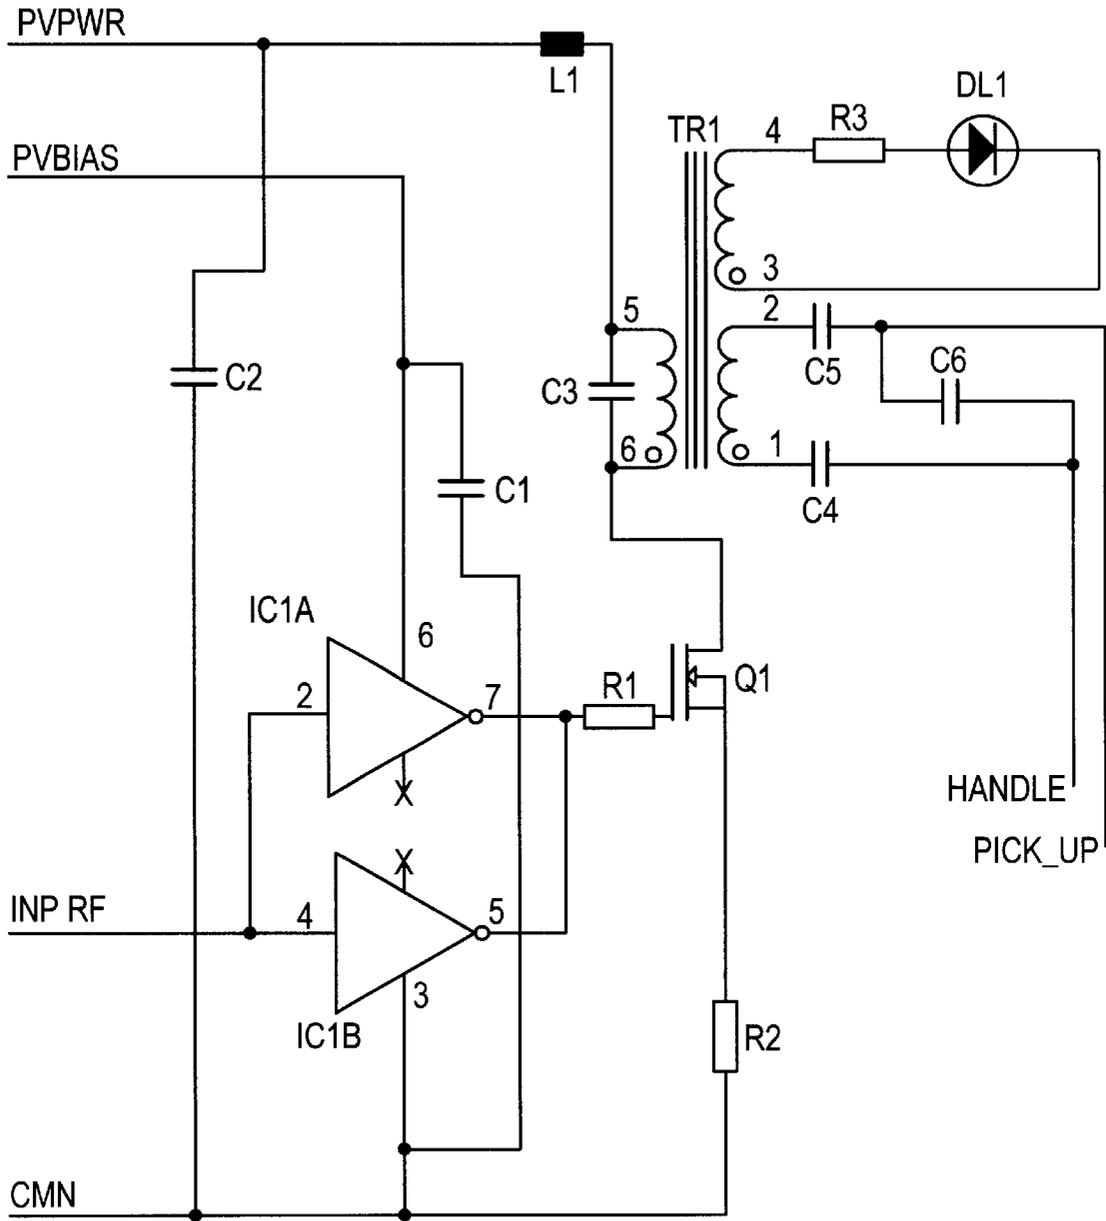 PVPWR
L1
DL1
R3
TR1
4
PVBIAS
3
5
2
C2
C3
C5
C6
6
1
C1
C4
IC1A
6
2
7
R1
Q1
X
HANDLE
X
PICK_UP
INP RF
4
5
3
IC1B
R2
CMN